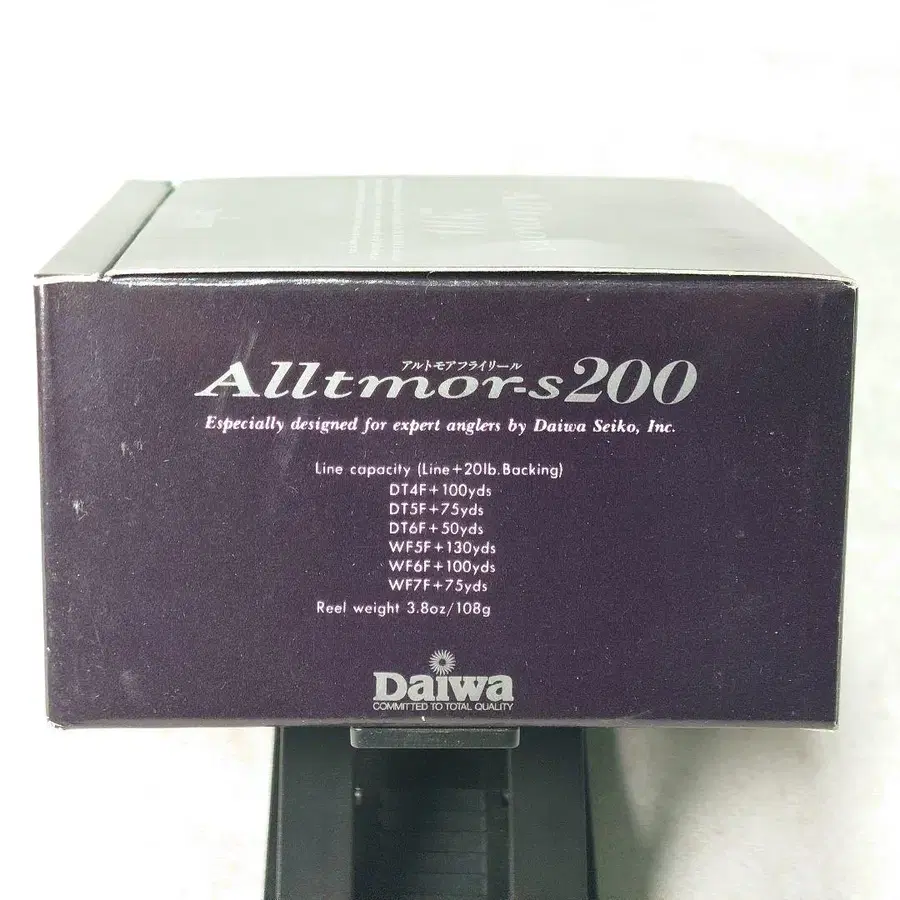 アルトモアフライリール
Alltmor-s200
Especially designed for expert anglers by Daiwa Seiko, Inc.
Line capacity (Line+20lb.Backing)
DT4F+100yds
DT5F+75yds
DT6F+50yds
WF5F+130yds
WF6F+100yds
WF7F+75yds
Reel weight 3.8oz/108g
Daiwa
COMMITTED TO TOTAL QUALITY